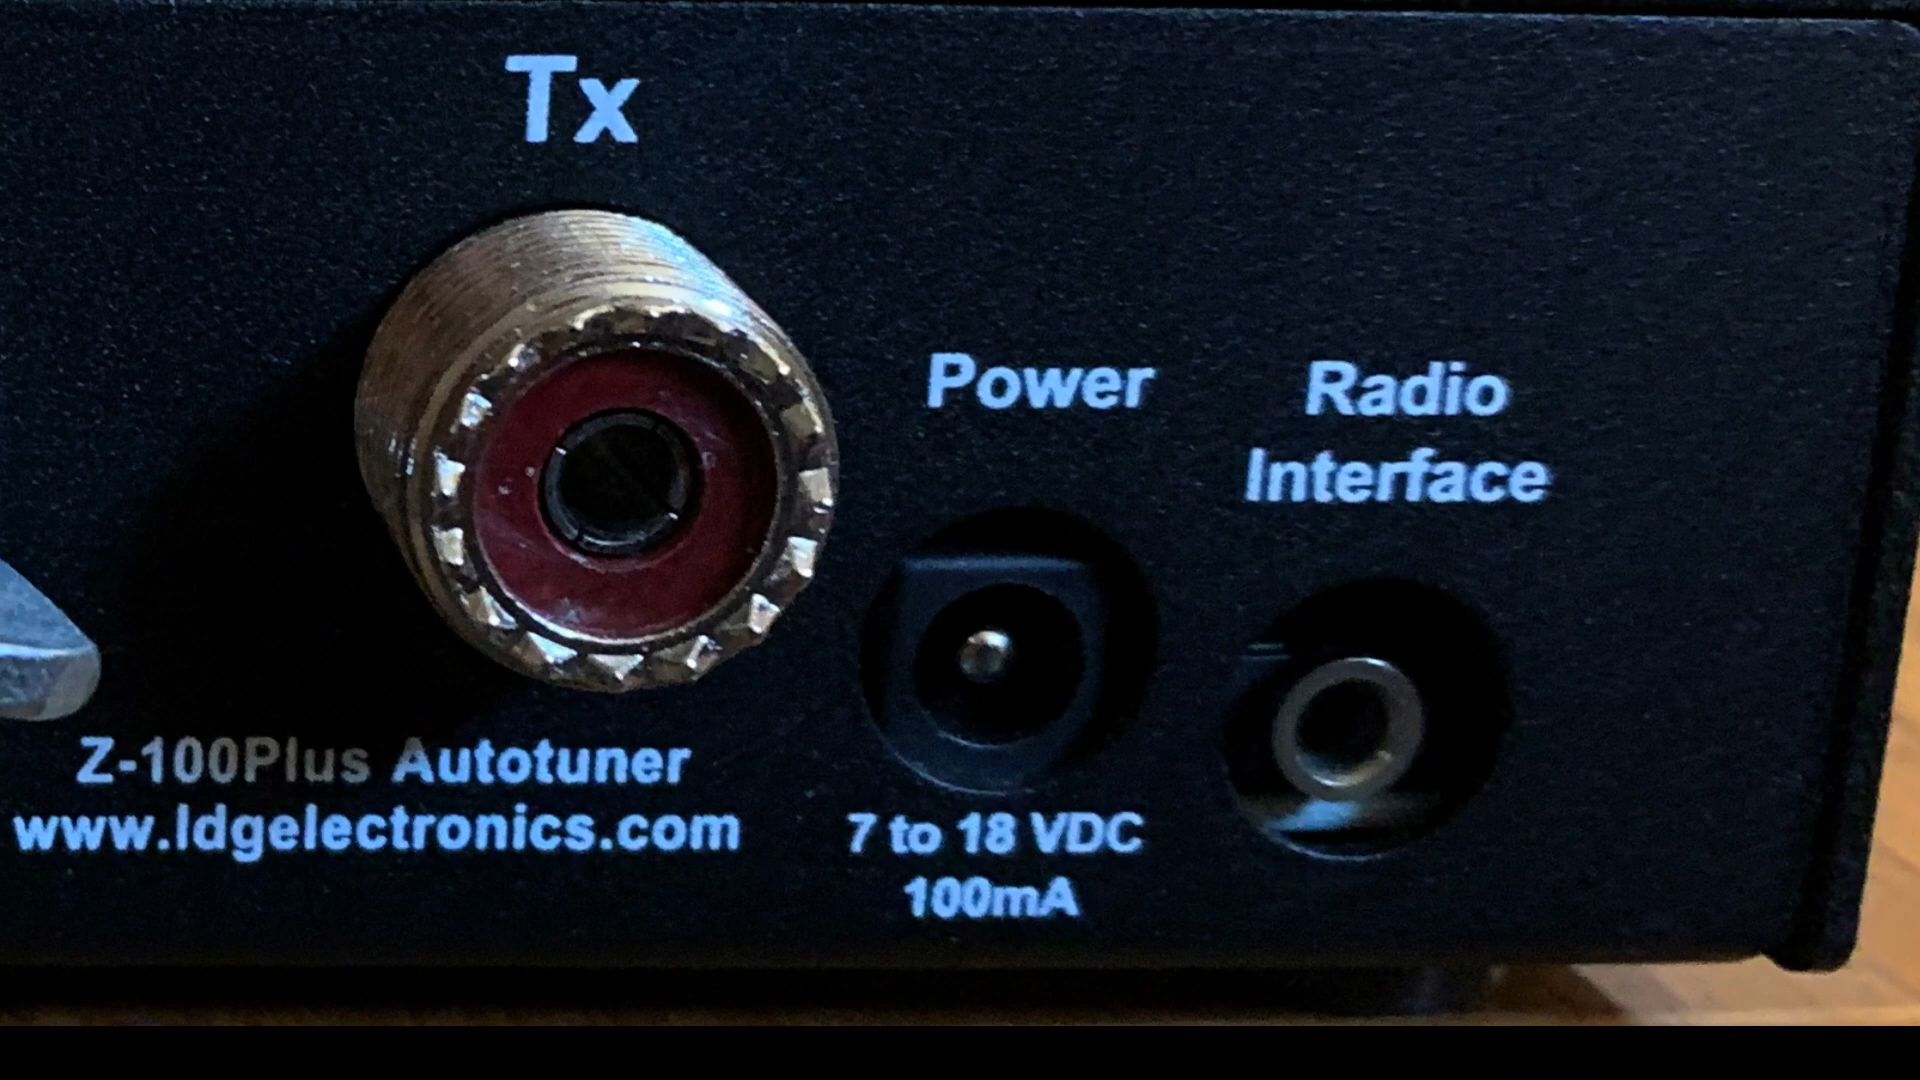 Tx
Power
Radio
Interface
Z-100Plus Autotuner
www.ldgelectronics.com
7 to 18 VDC
100mA